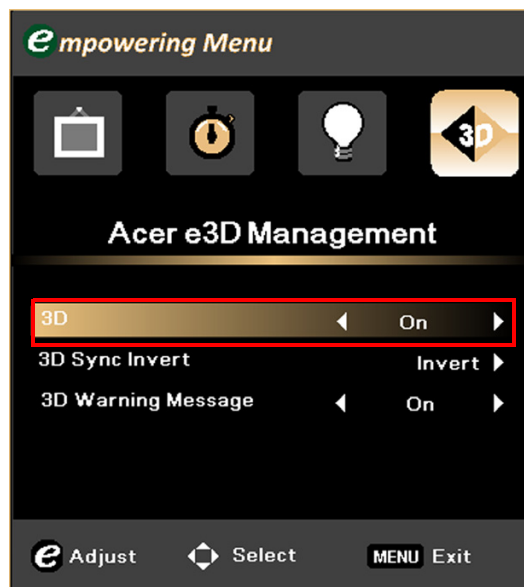 empowering Menu
3D
Acer e3D Management
3D On
3D Sync Invert Invert
3D Warning Message On
e Adjust Select MENU Exit